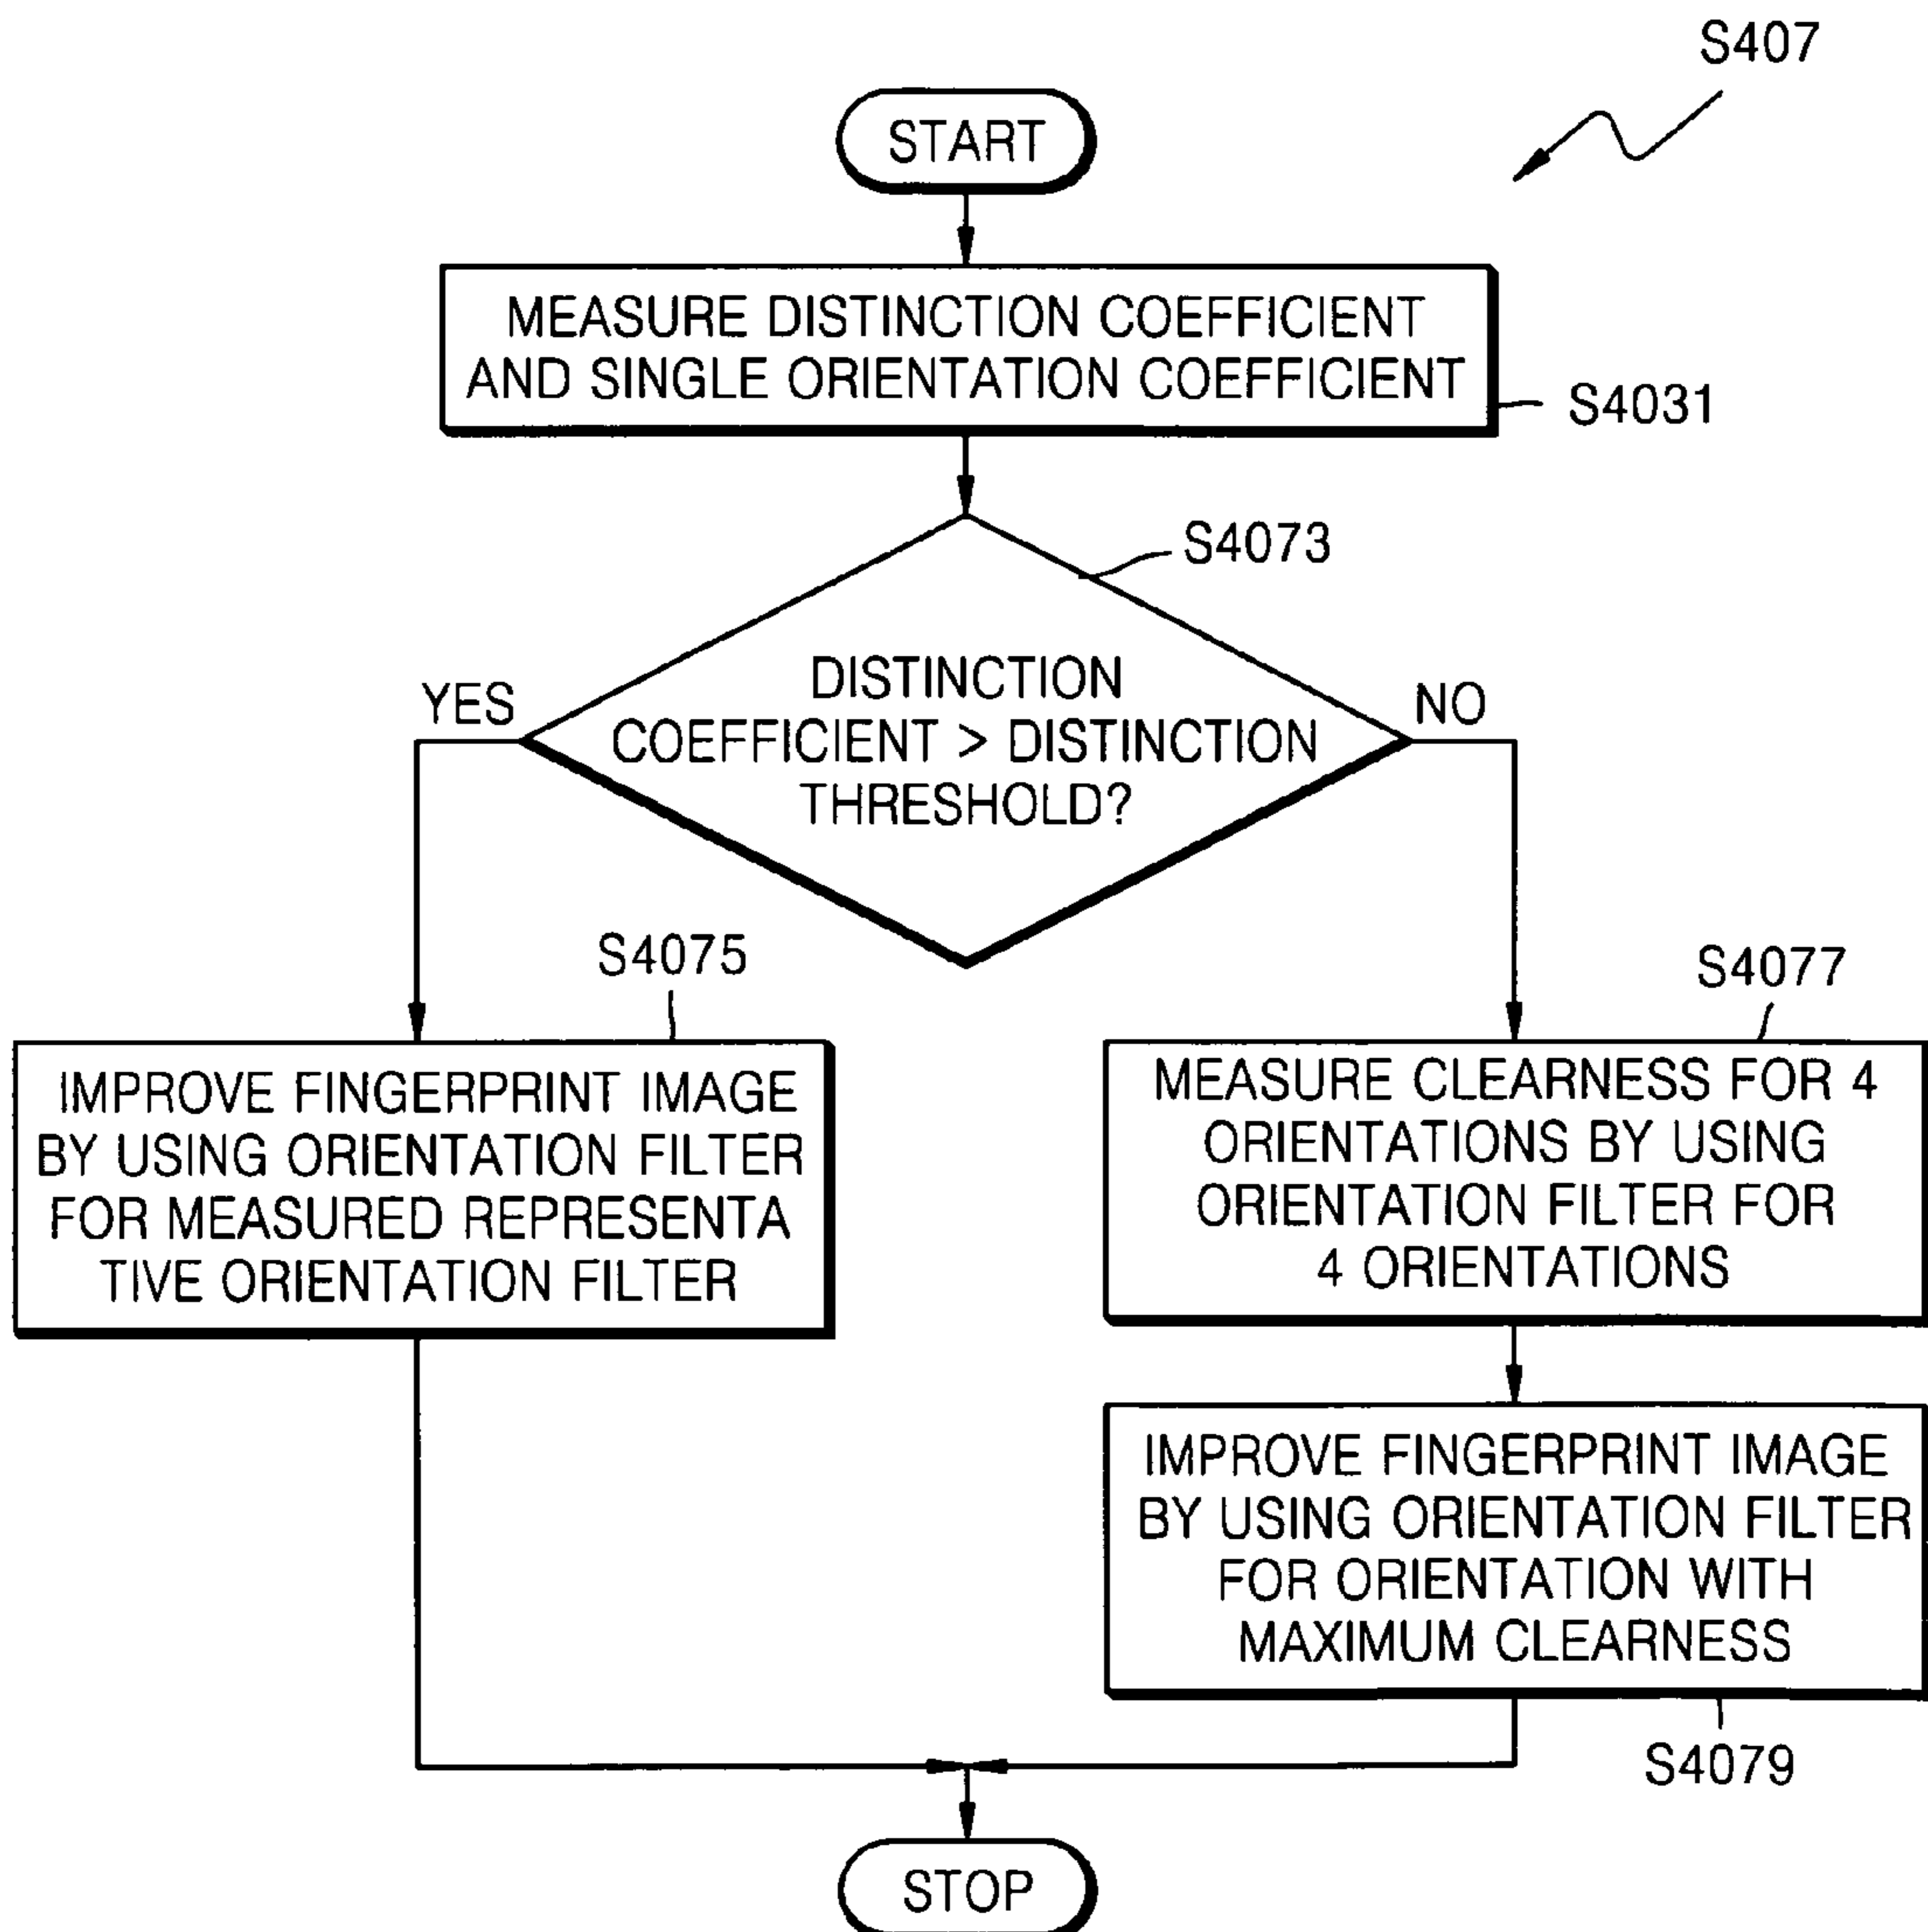 S407
START
MEASURE DISTINCTION COEFFICIENT
AND SINGLE ORIENTATION COEFFICIENT
S4031
S4073
DISTINCTION
COEFFICIENT > DISTINCTION
THRESHOLD?
YES
NO
S4075
IMPROVE FINGERPRINT IMAGE
BY USING ORIENTATION FILTER
FOR MEASURED REPRESENTA
TIVE ORIENTATION FILTER
S4077
MEASURE CLEARNESS FOR 4
ORIENTATIONS BY USING
ORIENTATION FILTER FOR
4 ORIENTATIONS
IMPROVE FINGERPRINT IMAGE
BY USING ORIENTATION FILTER
FOR ORIENTATION WITH
MAXIMUM CLEARNESS
S4079
STOP